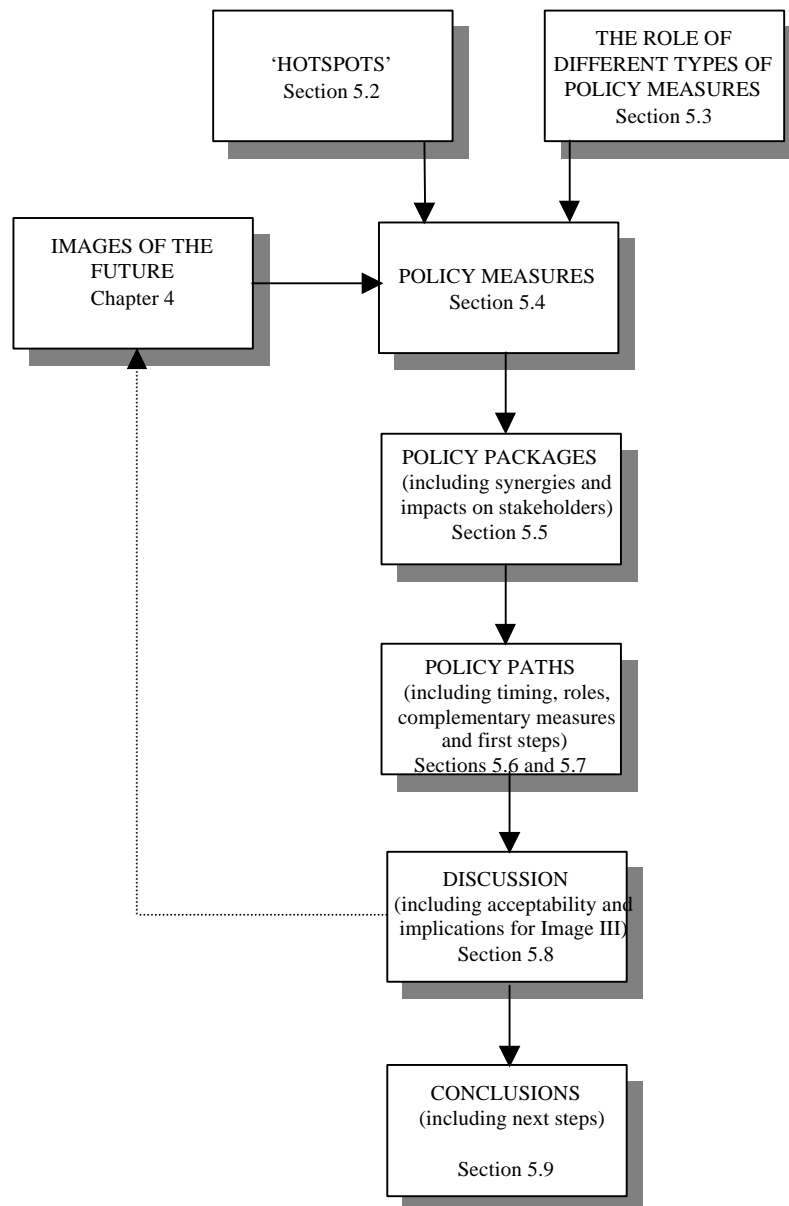 ‘HOTSPOTS’
Section 5.2
THE ROLE OF
DIFFERENT TYPES OF
POLICY MEASURES
Section 5.3
IMAGES OF THE
FUTURE
Chapter 4
POLICY MEASURES
Section 5.4
POLICY PACKAGES
(including synergies and
impacts on stakeholders)
Section 5.5
POLICY PATHS
(including timing, roles,
complementary measures
and first steps)
Sections 5.6 and 5.7
DISCUSSION
(including acceptability and
implications for Image III)
Section 5.8
CONCLUSIONS
(including next steps)
Section 5.9